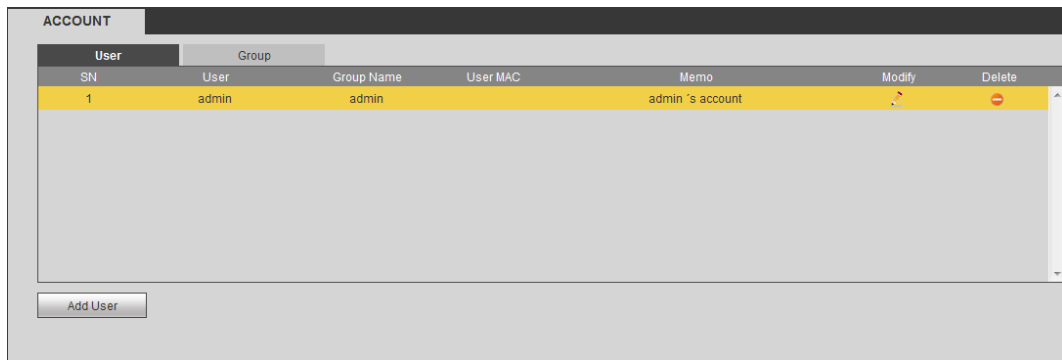 ACCOUNT
User Group
SN User Group Name User MAC Memo Modify Delete
1 admin admin admin ´s account
Add User